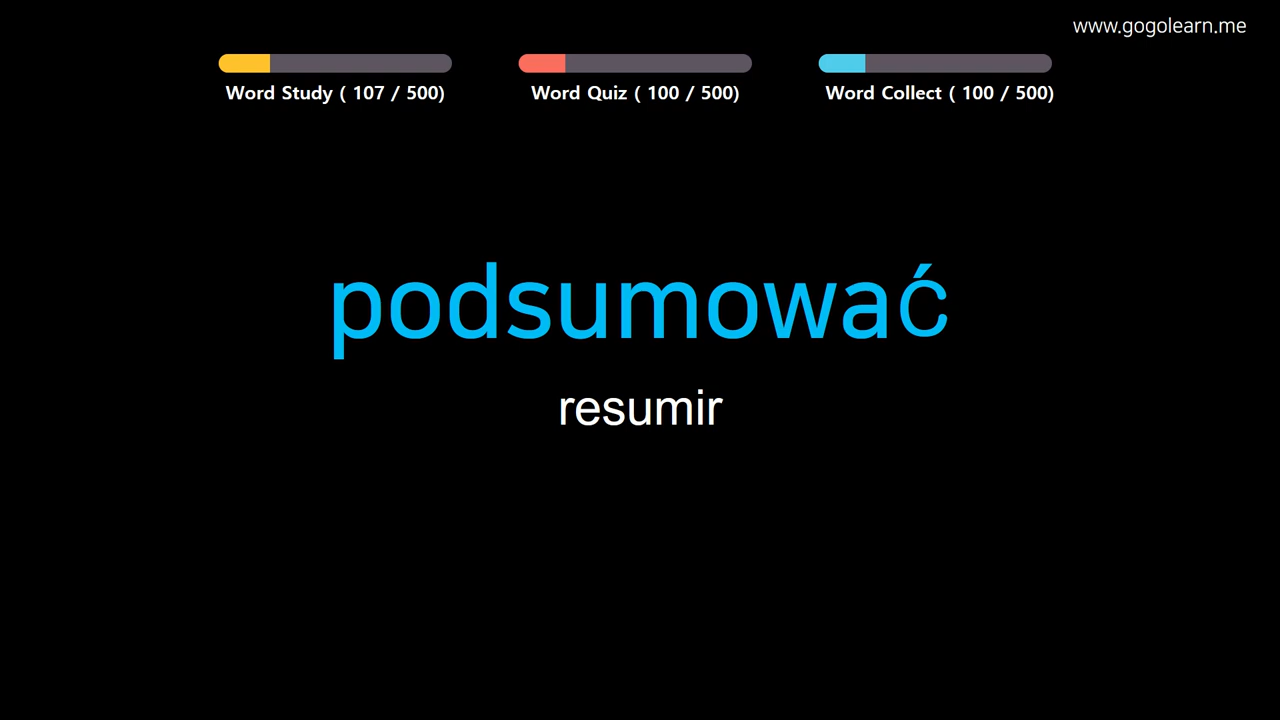 www.gogolearn.me
Word Study ( 107 / 500)
Word Quiz ( 100 / 500)
Word Collect ( 100 / 500)
podsumować
resumir